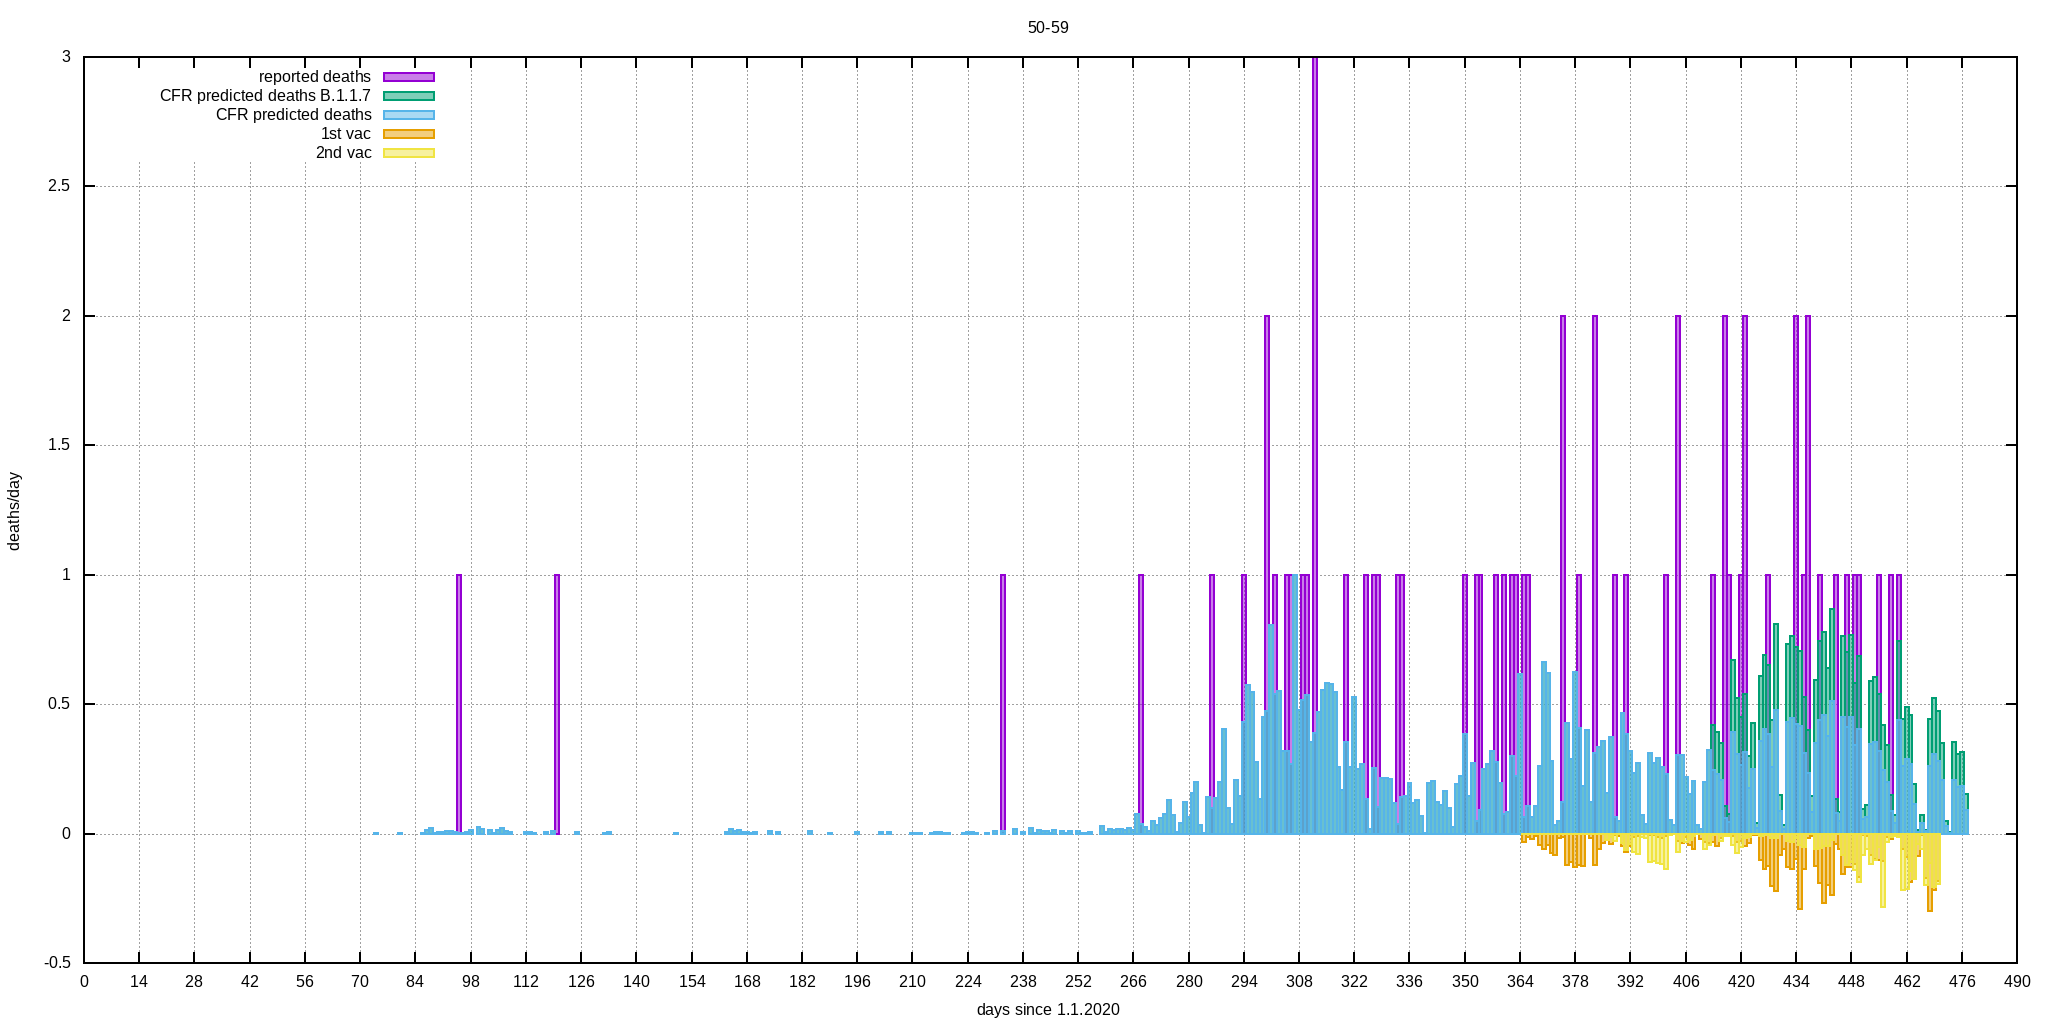 50-59
reported deaths
CFR predicted deaths B.1.1.7
CFR predicted deaths
1st vac
2nd vac
3
2.5
2
1.5
1
0.5
0
-0.5
deaths/day
0 14 28 42 56 70 84 98 112 126 140 154 168 182 196 210 224 238 252 266 280 294 308 322 336 350 364 378 392 406 420 434 448 462 476 490
days since 1.1.2020